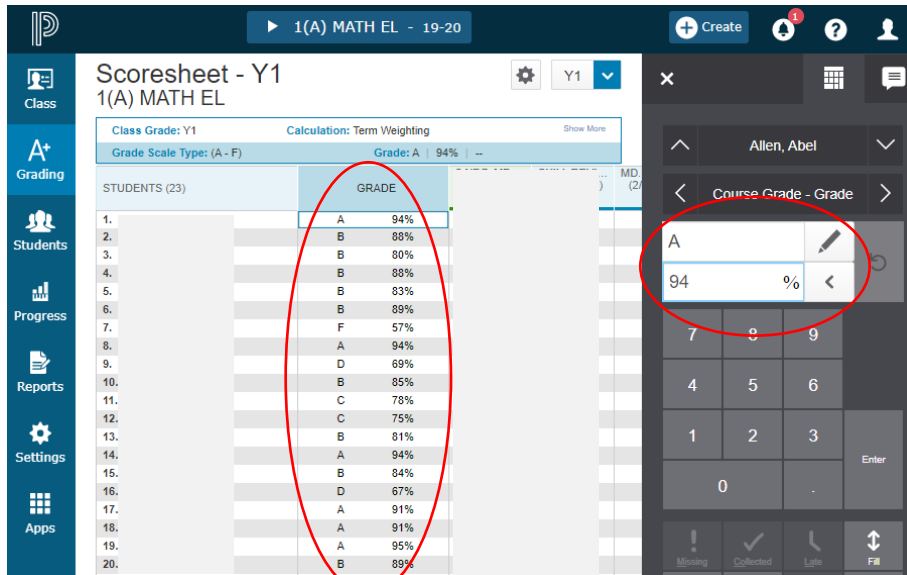 1(A) MATH EL - 19-20
Create
1
?
Class
A+
Grading
Students
Progress
Reports
Settings
Apps
Scoresheet - Y1
1(A) MATH EL
Y1
Class Grade: Y1 Calculation: Term Weighting Show More
Grade Scale Type: (A - F) Grade: A | 94% | --
STUDENTS (23) GRADE
1. A 94%
2. B 88%
3. B 80%
4. B 88%
5. B 83%
6. B 89%
7. F 57%
8. A 94%
9. D 69%
10. B 85%
11. C 78%
12. C 75%
13. B 81%
14. A 94%
15. B 84%
16. D 67%
17. A 91%
18. A 91%
19. A 95%
20. B 89%
Allen, Abel
Course Grade - Grade
A
94 %
7 8 9
4 5 6
1 2 3
Enter
0 .
Missing Collected Late Fill